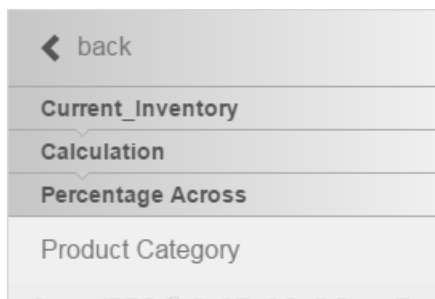 back
Current_Inventory
Calculation
Percentage Across
Product Category